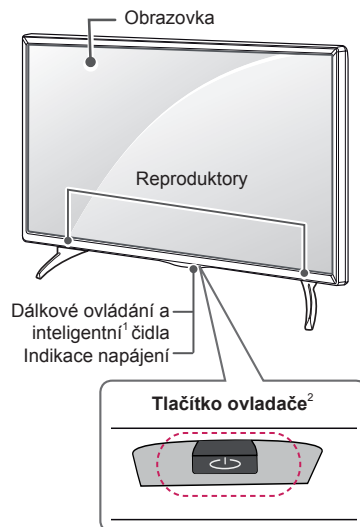 Obrazovka
Reproduktory
Dálkové ovládání a
inteligentní¹ čidla
Indikace napájení
Tlačítko ovladače²